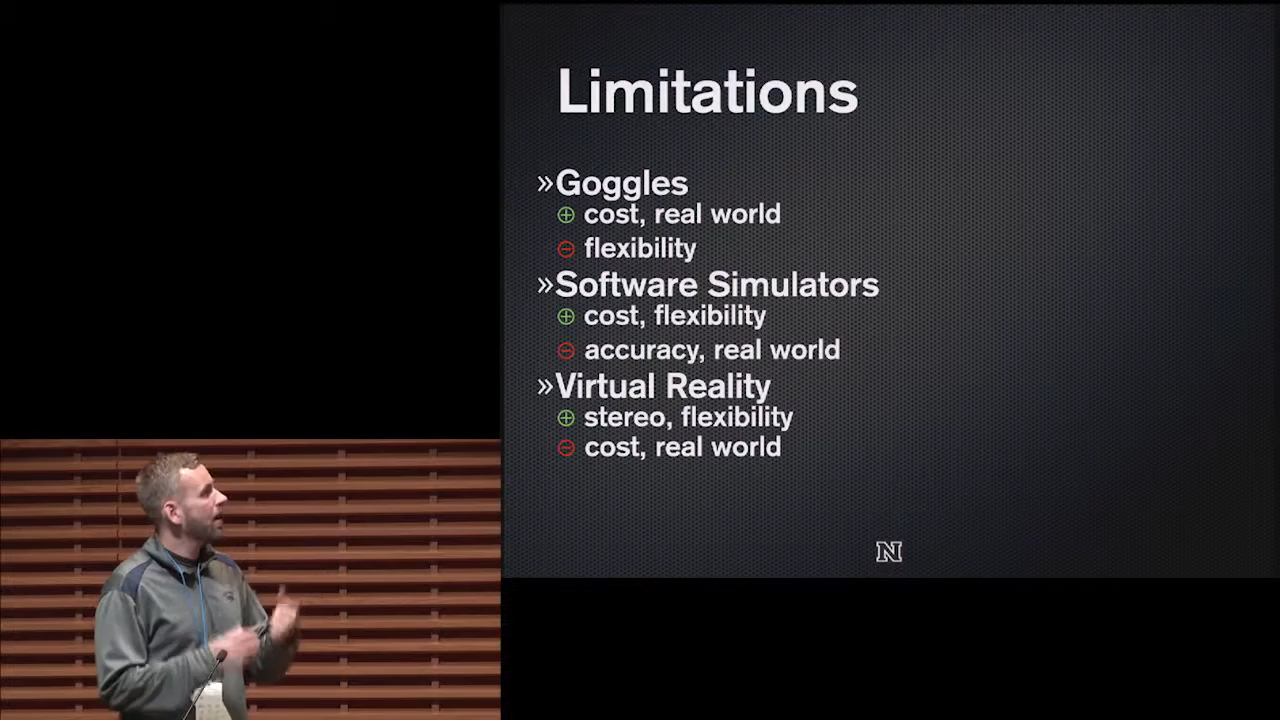 Limitations
»Goggles
⊕ cost, real world
⊖ flexibility
»Software Simulators
⊕ cost, flexibility
⊖ accuracy, real world
»Virtual Reality
⊕ stereo, flexibility
⊖ cost, real world
N